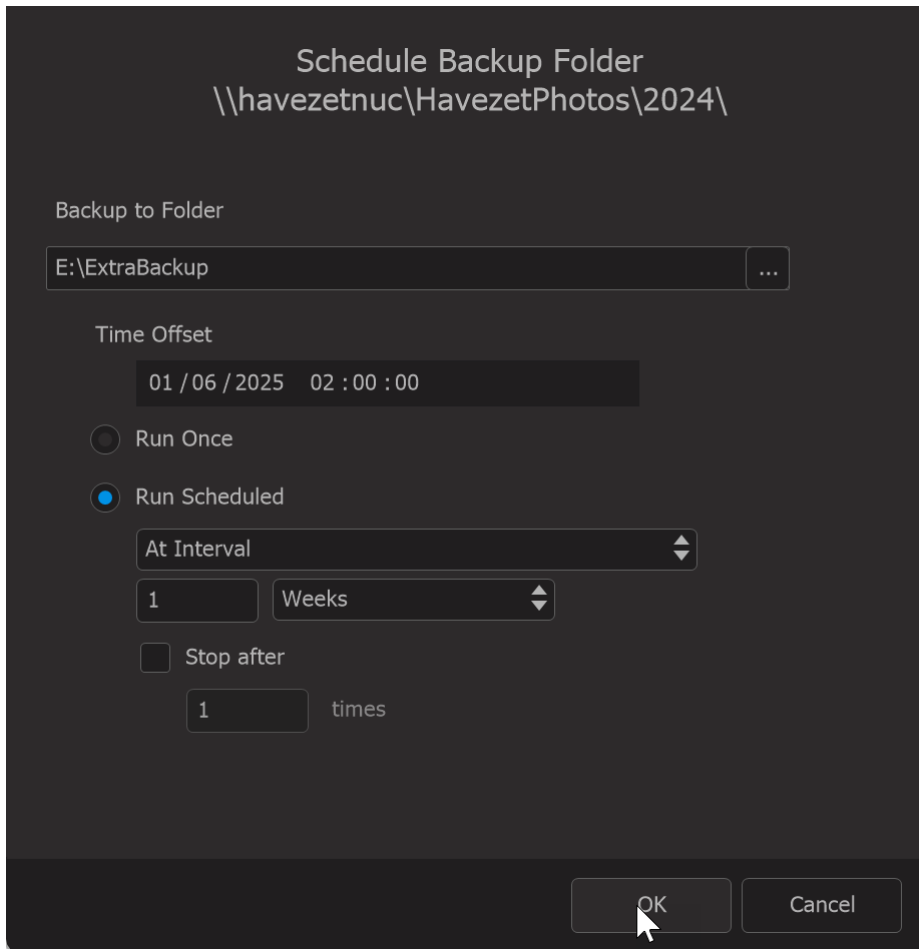 Schedule Backup Folder
\\havezetnuc\HavezetPhotos\2024\
Backup to Folder
E:\ExtraBackup
...
Time Offset
01 / 06 / 2025 02 : 00 : 00
Run Once
Run Scheduled
At Interval
1 Weeks
Stop after
1 times
OK Cancel